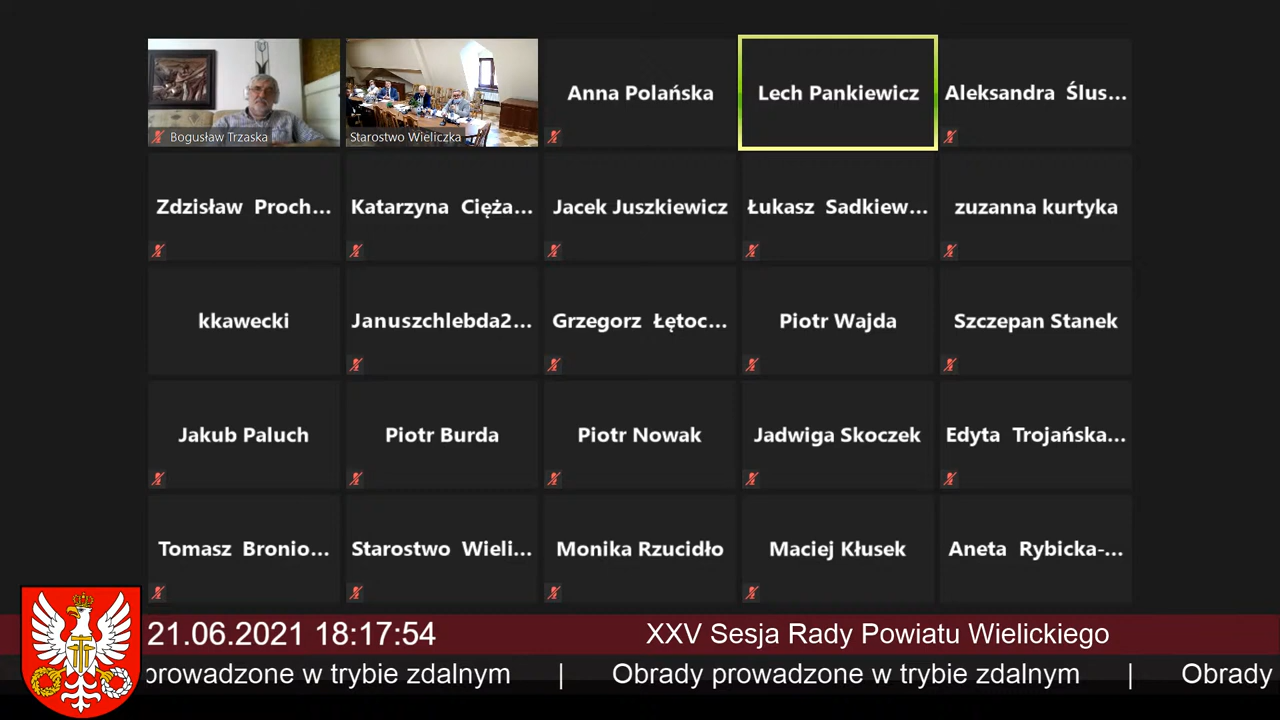 Bogusław Trzaska
Starostwo Wieliczka
Anna Polańska
Lech Pankiewicz
Aleksandra Ślus...
Zdzisław Proch...
Katarzyna Cięża...
Jacek Juszkiewicz
Łukasz Sadkiew...
zuzanna kurtyka
kkawecki
Januszchlebda2...
Grzegorz Łętoc...
Piotr Wajda
Szczepan Stanek
Jakub Paluch
Piotr Burda
Piotr Nowak
Jadwiga Skoczek
Edyta Trojańska...
Tomasz Bronio...
Starostwo Wieli...
Monika Rzucidło
Maciej Kłusek
Aneta Rybicka-...
21.06.2021 18:17:54
XXV Sesja Rady Powiatu Wielickiego
prowadzone w trybie zdalnym | Obrady prowadzone w trybie zdalnym | Obrady